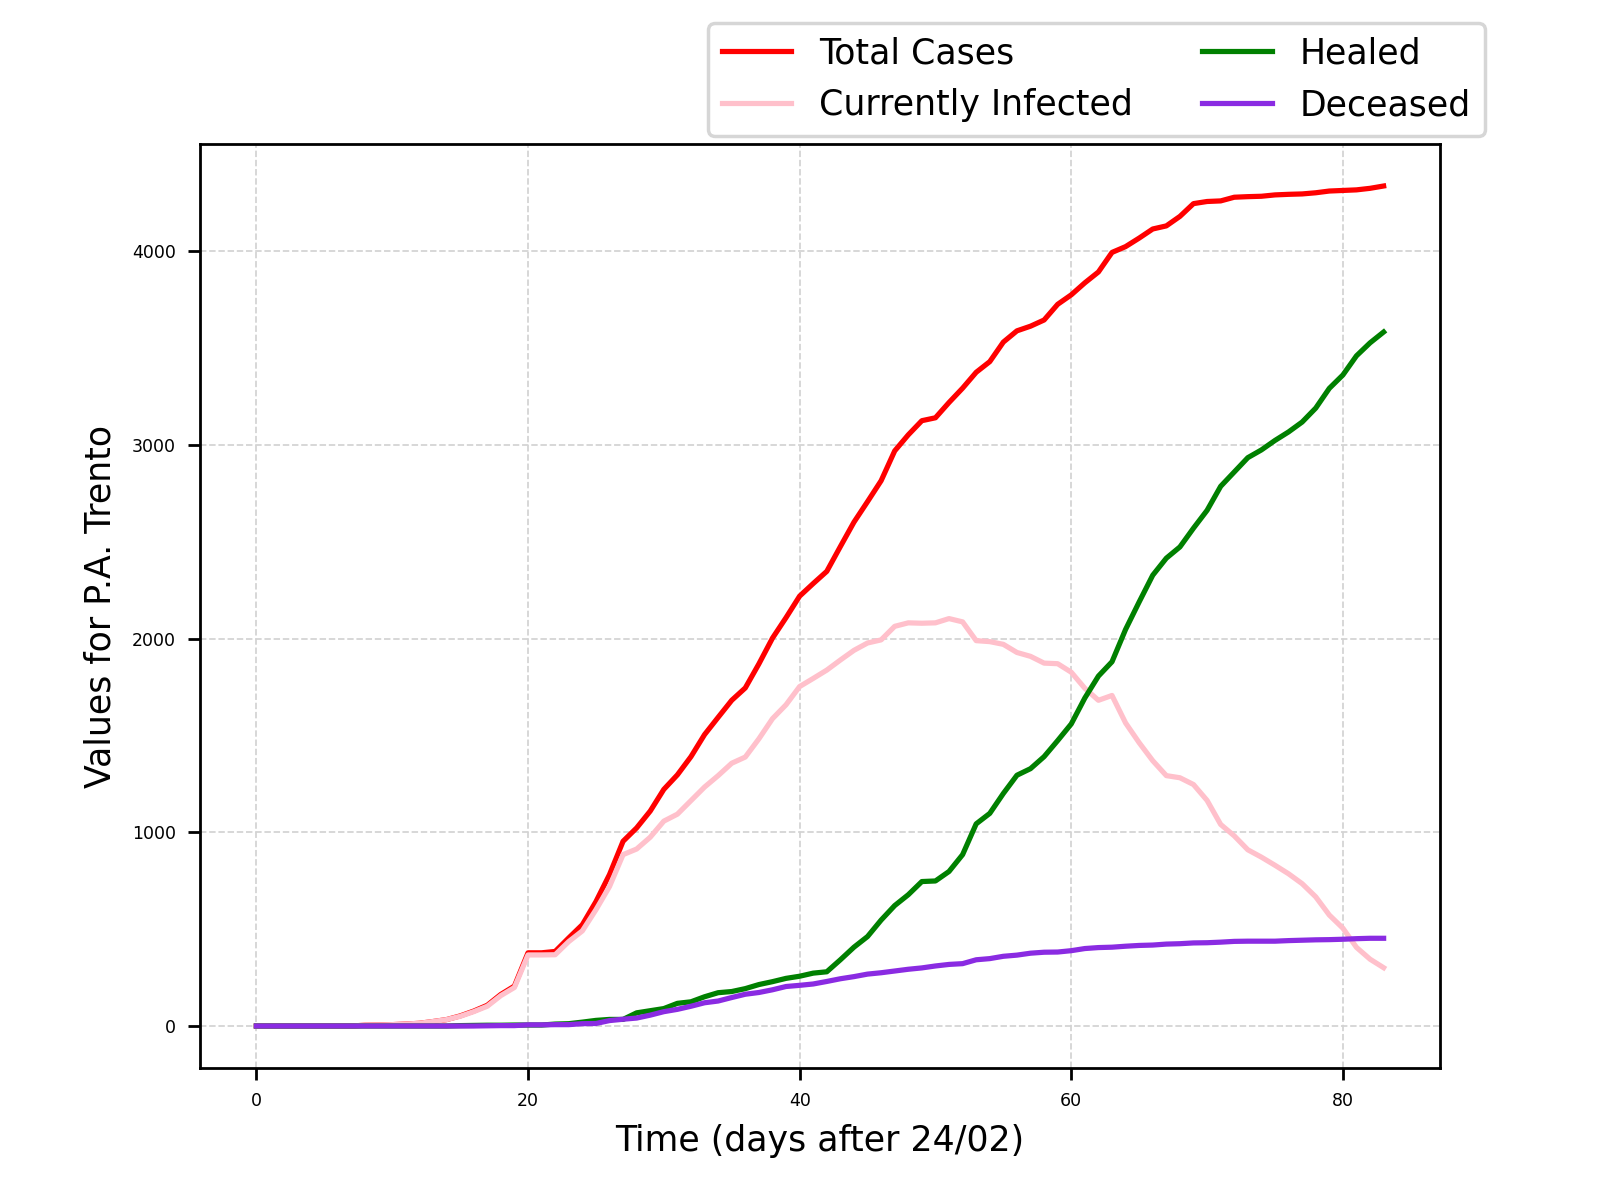 Total Cases
Currently Infected
Healed
Deceased
4000
3000
2000
1000
0
Values for P.A. Trento
0 20 40 60 80
Time (days after 24/02)